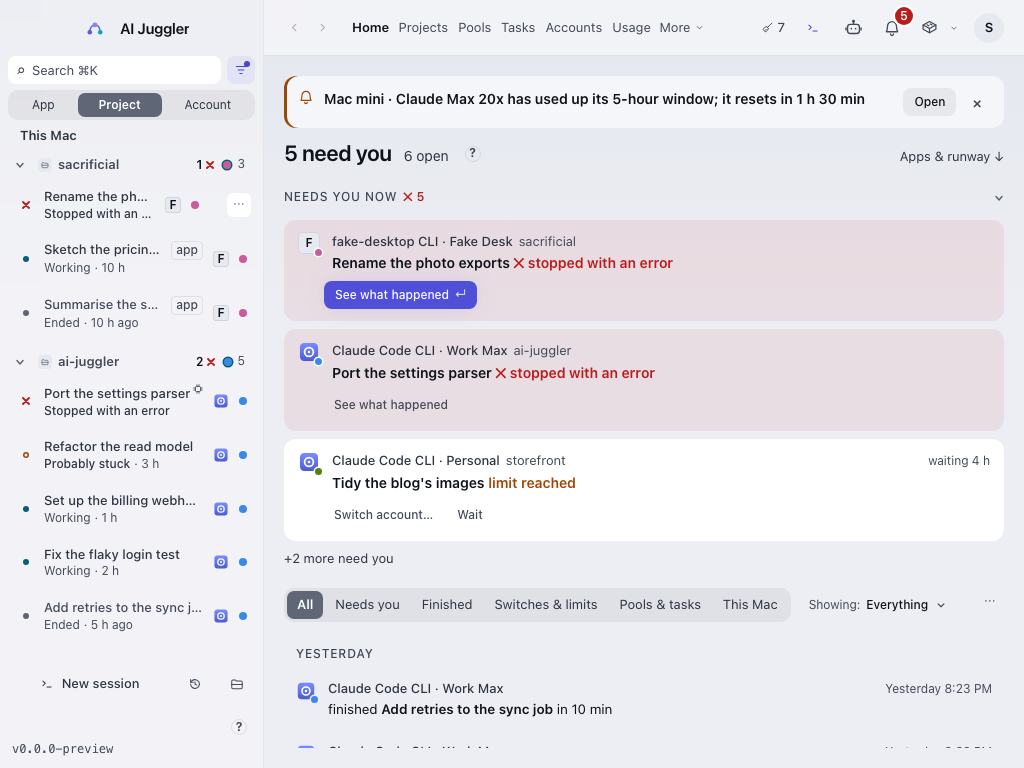 AI Juggler
Search ⌘K
App Project Account
This Mac
sacrificial 1 3
Rename the ph... F
Stopped with an ...
Sketch the pricin... app F
Working · 10 h
Summarise the s... app F
Ended · 10 h ago
ai-juggler 2 5
Port the settings parser
Stopped with an error
Refactor the read model
Probably stuck · 3 h
Set up the billing webh...
Working · 1 h
Fix the flaky login test
Working · 2 h
Add retries to the sync j...
Ended · 5 h ago
New session
?
v0.0.0-preview
Home Projects Pools Tasks Accounts Usage More 7 5 S
Mac mini · Claude Max 20x has used up its 5-hour window; it resets in 1 h 30 min Open ×
5 need you 6 open ? Apps & runway ↓
NEEDS YOU NOW 5
F fake-desktop CLI · Fake Desk sacrificial
Rename the photo exports stopped with an error
See what happened
Claude Code CLI · Work Max ai-juggler
Port the settings parser stopped with an error
See what happened
Claude Code CLI · Personal storefront waiting 4 h
Tidy the blog's images limit reached
Switch account... Wait
+2 more need you
All Needs you Finished Switches & limits Pools & tasks This Mac Showing: Everything ...
YESTERDAY
Claude Code CLI · Work Max Yesterday 8:23 PM
finished Add retries to the sync job in 10 min